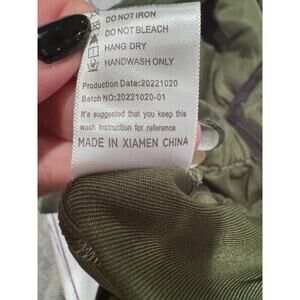 DO NOT IRON
DO NOT BLEACH
HANG DRY
HANDWASH ONLY
Production Date:20221020
Batch NO:20221020-01
It's suggested that you keep this
wash instruction for reference
MADE IN XIAMEN CHINA